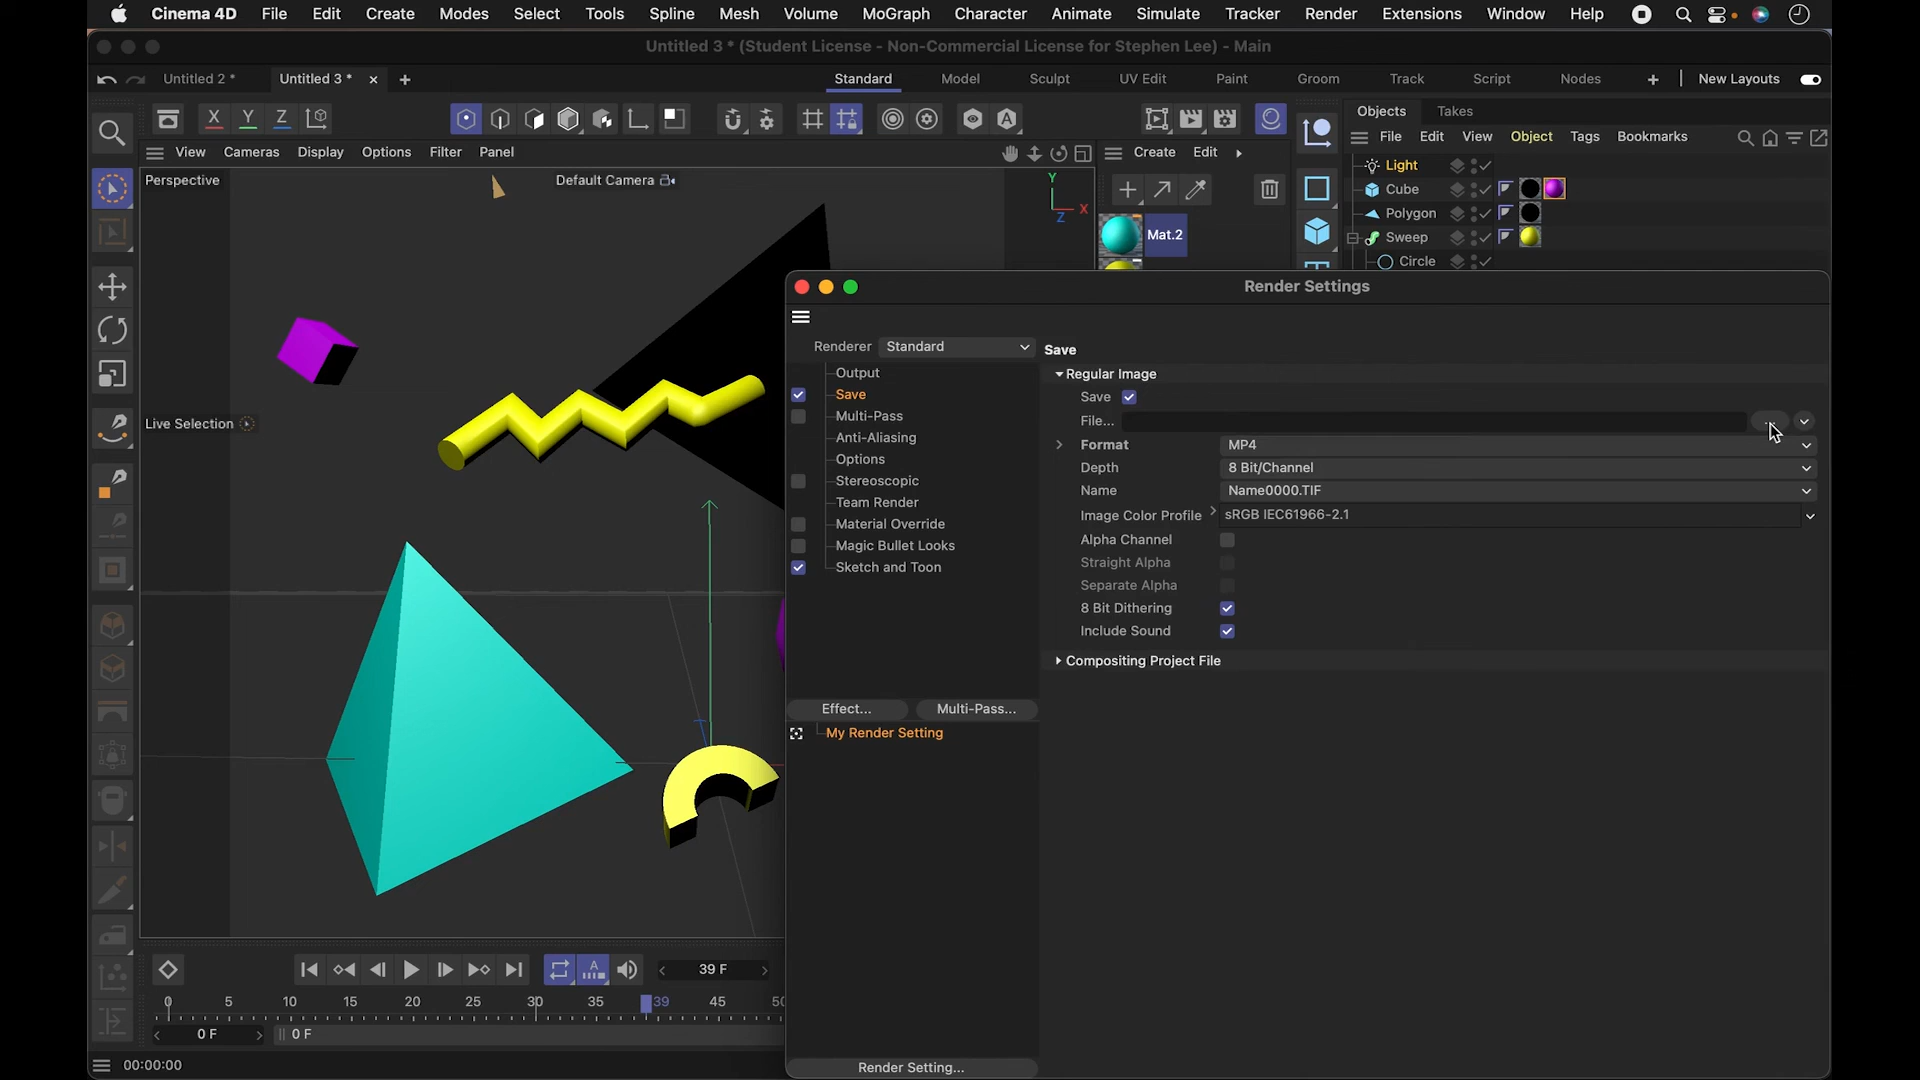 Cinema 4D File Edit Create Modes Select Tools Spline Mesh Volume MoGraph Character Animate Simulate Tracker Render Extensions Window Help
Untitled 3 * (Student License - Non-Commercial License for Stephen Lee) - Main
Untitled 2 * Untitled 3 * Standard Model Sculpt UV Edit Paint Groom Track Script Nodes New Layouts
X Y Z A Objects Takes
View Cameras Display Options Filter Panel Create Edit File Edit View Object Tags Bookmarks
Perspective Default Camera Y X Z
Light
Cube
Mat.2
Polygon
Sweep
Circle
Live Selection
Render Settings
Renderer Standard
Output
Save
Multi-Pass
Anti-Aliasing
Options
Stereoscopic
Team Render
Material Override
Magic Bullet Looks
Sketch and Toon
Effect... Multi-Pass...
My Render Setting
Save
Regular Image
Save
File...
Format MP4
Depth 8 Bit/Channel
Name Name0000.TIF
Image Color Profile sRGB IEC61966-2.1
Alpha Channel
Straight Alpha
Separate Alpha
8 Bit Dithering
Include Sound
Compositing Project File
A 39 F
0 5 10 15 20 25 30 35 39 45
0 F 0 F
00:00:00
Render Setting...